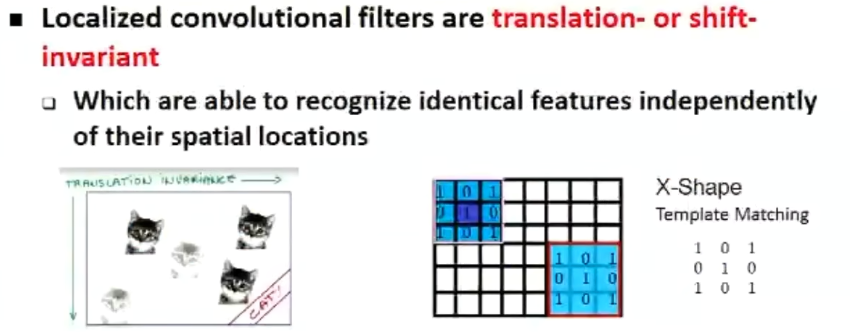 Localized convolutional filters are translation- or shift-
invariant
Which are able to recognize identical features independently
of their spatial locations
TRANSLATION INVARIANCE
CAT!
1 0 1
0 1 0
1 0 1
1 0 1
0 1 0
1 0 1
X-Shape
Template Matching
1 0 1
0 1 0
1 0 1